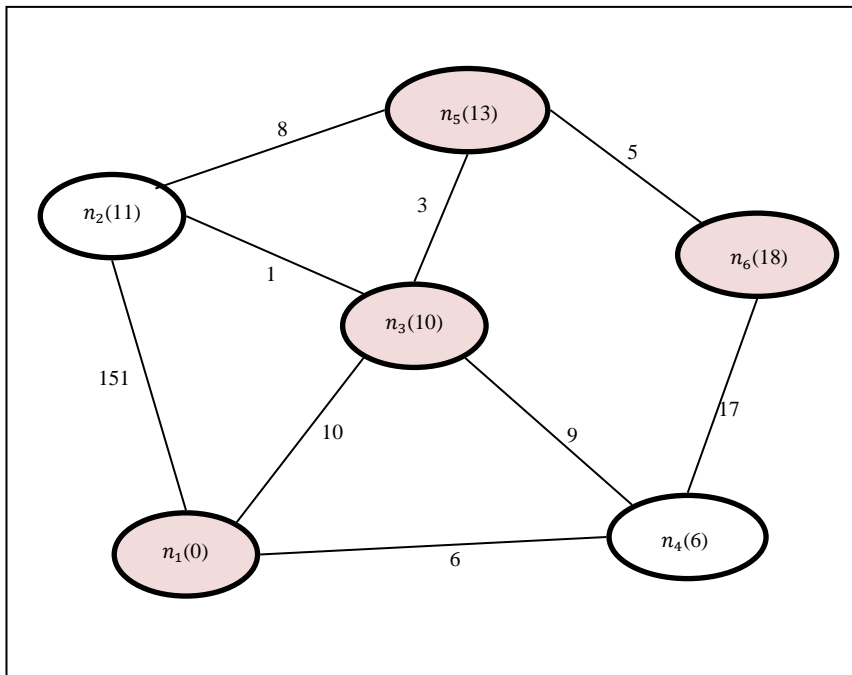 n₅(13)
8
5
n₂(11)
3
n₆(18)
1
n₃(10)
151
17
10
9
n₁(0)
n₄(6)
6